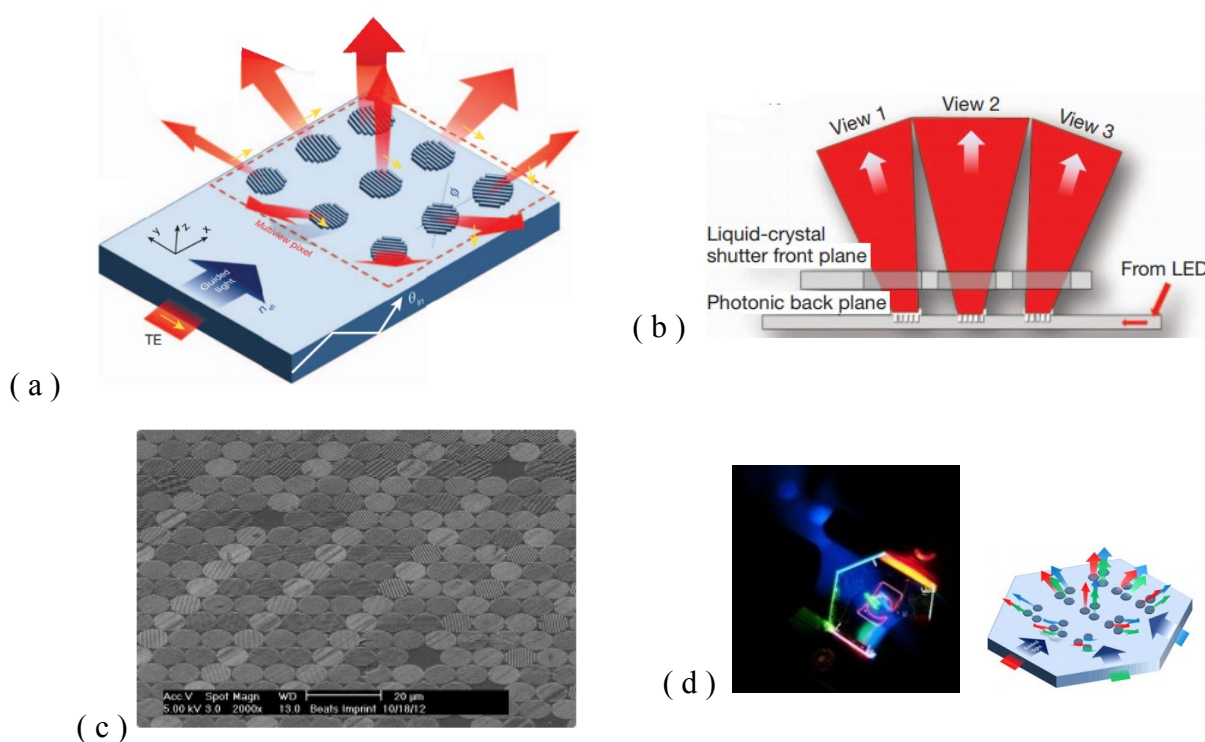 y
z
x
Multiview pixel
ϕ
Guided
light
n
TE
θin
( a )
View 1
View 2
View 3
Liquid-crystal
shutter front plane
Photonic back plane
From LED
( b )
Acc.V Spot Magn WD 20 µm
5.00 kV 3.0 2000x 13.0 Beats Imprint 10/18/12
( c )
( d )